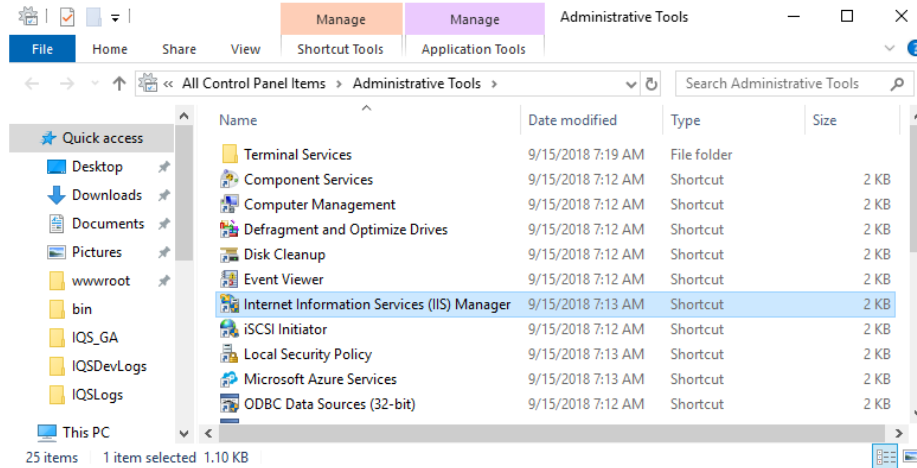 Manage Manage Administrative Tools
File Home Share View Shortcut Tools Application Tools
« All Control Panel Items › Administrative Tools › Search Administrative Tools
Name Date modified Type Size
Quick access
Desktop
Downloads
Documents
Pictures
wwwroot
bin
IQS_GA
IQSDevLogs
IQSLogs
This PC
Terminal Services 9/15/2018 7:19 AM File folder
Component Services 9/15/2018 7:12 AM Shortcut 2 KB
Computer Management 9/15/2018 7:12 AM Shortcut 2 KB
Defragment and Optimize Drives 9/15/2018 7:12 AM Shortcut 2 KB
Disk Cleanup 9/15/2018 7:12 AM Shortcut 2 KB
Event Viewer 9/15/2018 7:12 AM Shortcut 2 KB
Internet Information Services (IIS) Manager 9/15/2018 7:13 AM Shortcut 2 KB
iSCSI Initiator 9/15/2018 7:12 AM Shortcut 2 KB
Local Security Policy 9/15/2018 7:13 AM Shortcut 2 KB
Microsoft Azure Services 9/15/2018 7:13 AM Shortcut 2 KB
ODBC Data Sources (32-bit) 9/15/2018 7:12 AM Shortcut 2 KB
25 items 1 item selected 1.10 KB